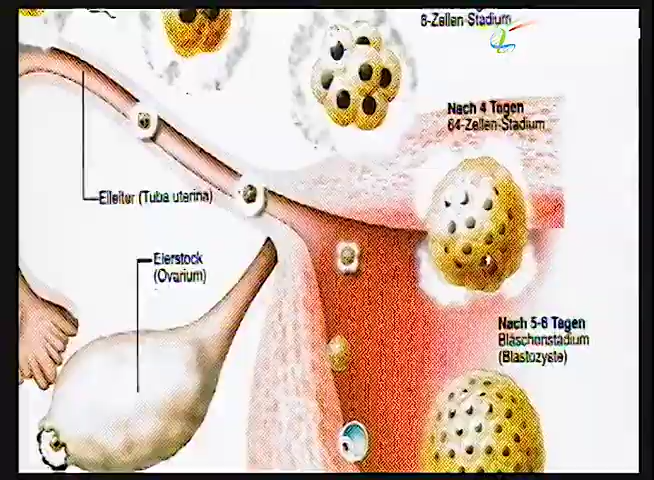 8-Zellen-Stadium
Nach 4 Tagen
64-Zellen-Stadium
Eileiter (Tuba uterina)
Eierstock
(Ovarium)
Nach 5-6 Tagen
Bläschenstadium
(Blastozyste)